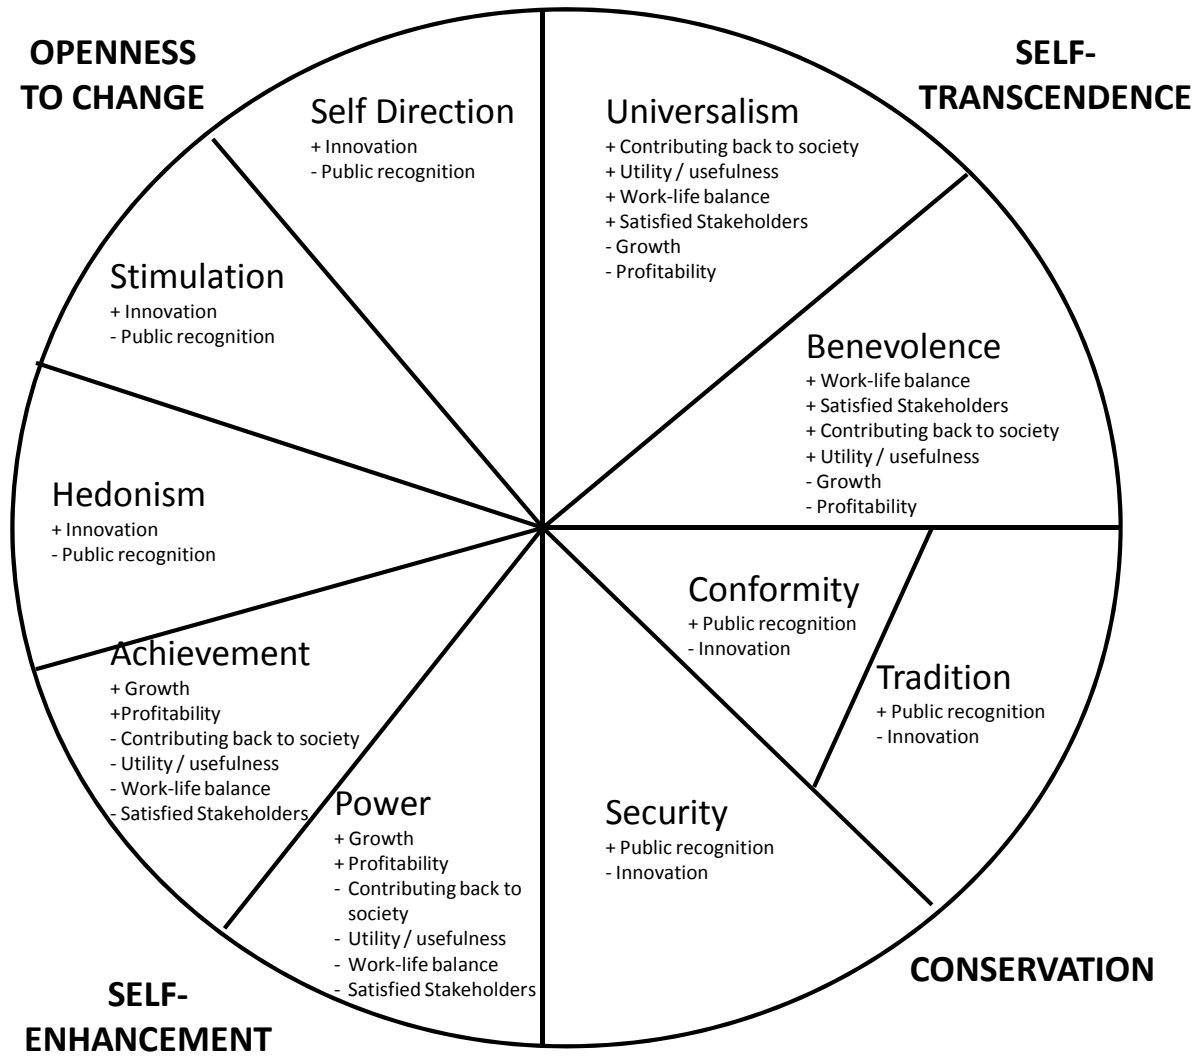 OPENNESS
TO CHANGE
SELF-
TRANSCENDENCE
Self Direction
+ Innovation
- Public recognition
Universalism
+ Contributing back to society
+ Utility / usefulness
+ Work-life balance
+ Satisfied Stakeholders
- Growth
- Profitability
Stimulation
+ Innovation
- Public recognition
Benevolence
+ Work-life balance
+ Satisfied Stakeholders
+ Contributing back to society
+ Utility / usefulness
- Growth
- Profitability
Hedonism
+ Innovation
- Public recognition
Conformity
+ Public recognition
- Innovation
Tradition
+ Public recognition
- Innovation
Achievement
+ Growth
+Profitability
- Contributing back to society
- Utility / usefulness
- Work-life balance
- Satisfied Stakeholders
Power
+ Growth
+ Profitability
- Contributing back to
society
- Utility / usefulness
- Work-life balance
- Satisfied Stakeholders
Security
+ Public recognition
- Innovation
SELF-
ENHANCEMENT
CONSERVATION